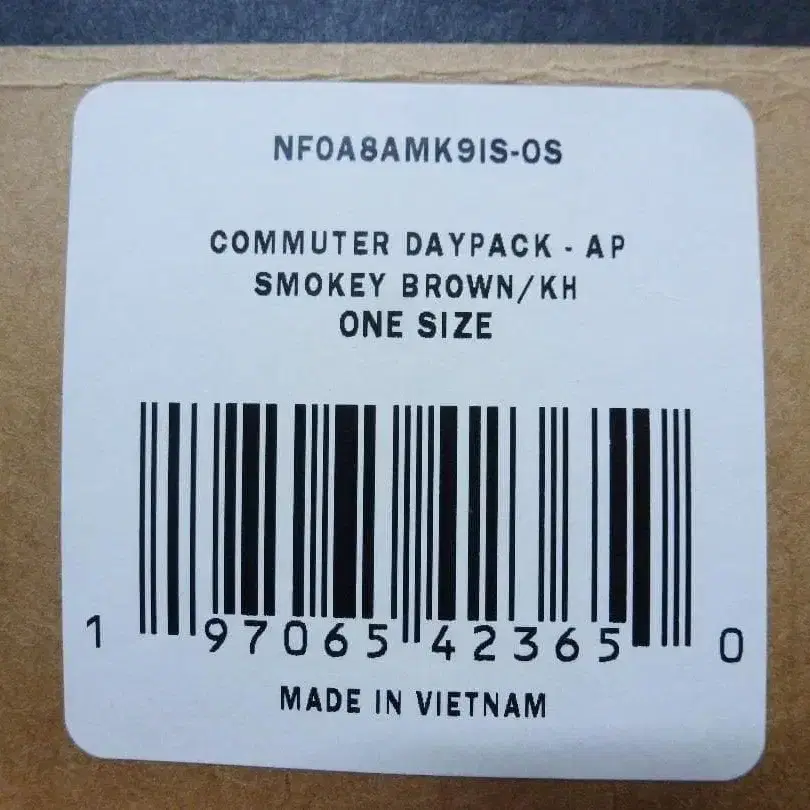 NF0A8AMK9IS-OS
COMMUTER DAYPACK - AP
SMOKEY BROWN/KH
ONE SIZE
1 97065 42365 0
MADE IN VIETNAM